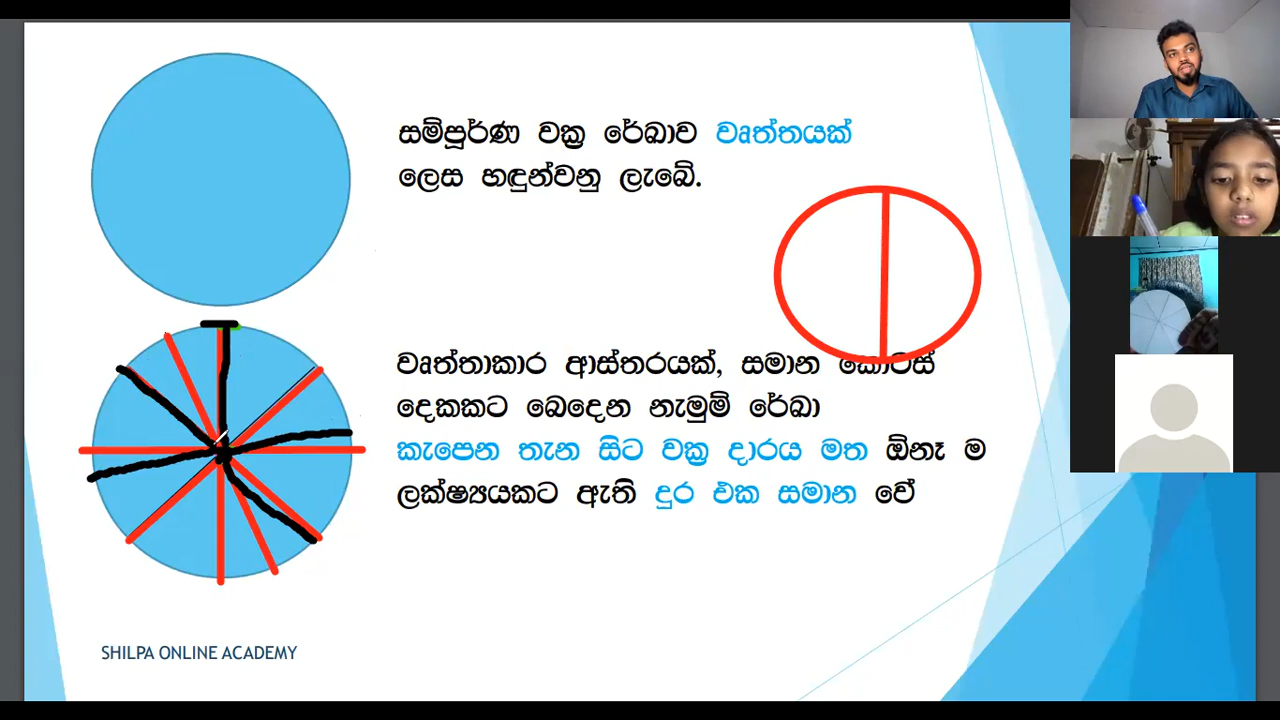 සම්පූර්ණ වක්‍ර රේඛාව වෘත්තයක්
ලෙස හඳුන්වනු ලැබේ.
වෘත්තාකාර ආස්තරයක්, සමාන කොටස්
දෙකකට බෙදෙන නැමුම් රේඛා
කැපෙන තැන සිට වක්‍ර දාරය මත ඕනෑ ම
ලක්ෂ්‍යයකට ඇති දුර එක සමාන වේ
SHILPA ONLINE ACADEMY